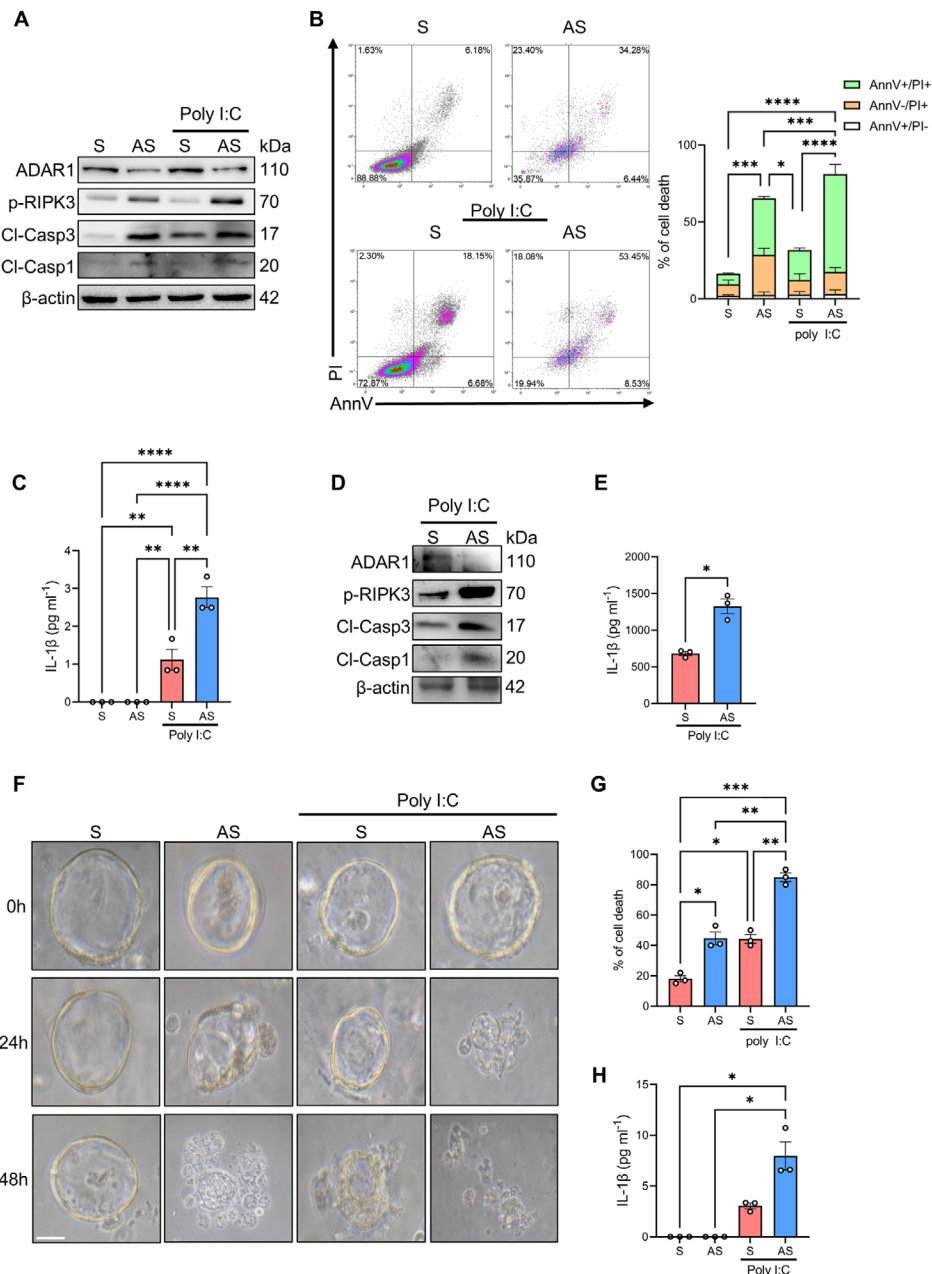 A
Poly I:C
S AS S AS kDa
ADAR1 110
p-RIPK3 70
Cl-Casp3 17
Cl-Casp1 20
β-actin 42
B
S AS
1.63% 6.18% 23.40% 34.28%
88.88% 35.87% 6.44%
Poly I:C
S AS
2.30% 18.15% 18.08% 53.45%
72.87% 6.68% 19.94% 8.53%
PI
AnnV
AnnV+/PI+
AnnV-/PI+
AnnV+/PI-
****
***
****
*** *
% of cell death
100
50
0
S AS S AS
poly I:C
C
****
****
**
** **
IL-1β (pg ml-1)
4
3
2
1
0
S AS S AS
Poly I:C
D
Poly I:C
S AS kDa
ADAR1 110
p-RIPK3 70
Cl-Casp3 17
Cl-Casp1 20
β-actin 42
E
*
IL-1β (pg ml-1)
2000
1500
1000
500
0
S AS
Poly I:C
F
Poly I:C
S AS S AS
0h
24h
48h
G
***
**
* **
*
% of cell death
100
80
60
40
20
0
S AS S AS
poly I:C
H
*
*
IL-1β (pg ml-1)
15
10
5
0
S AS S AS
Poly I:C